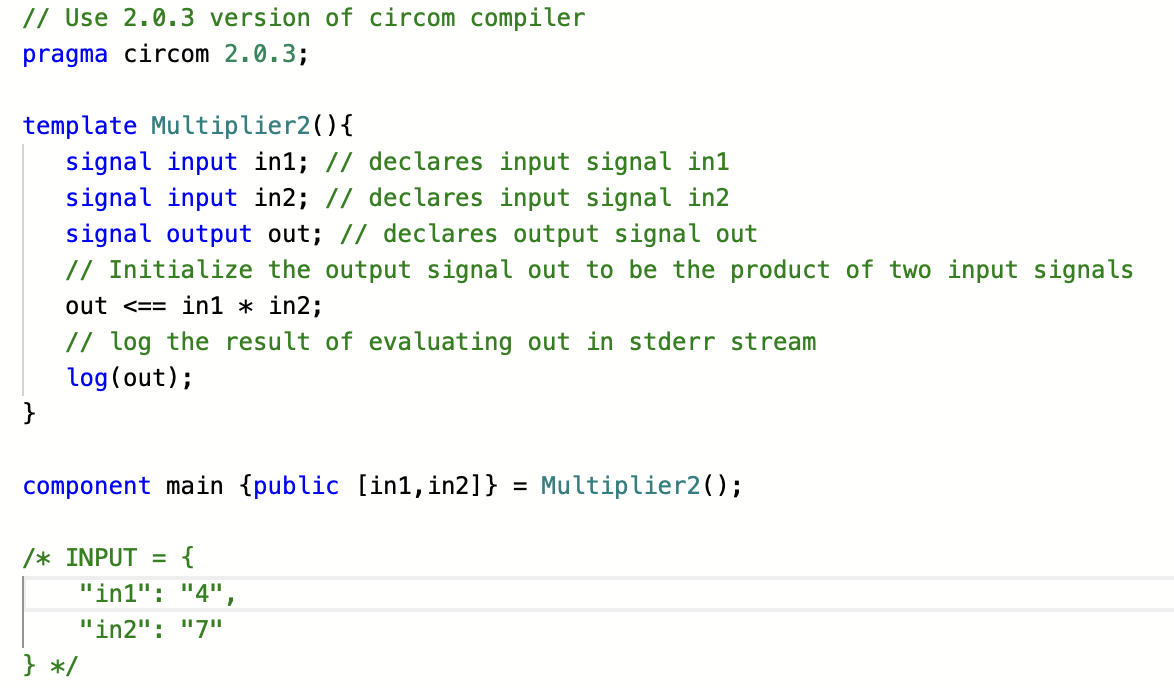 // Use 2.0.3 version of circom compiler
pragma circom 2.0.3;
template Multiplier2(){
signal input in1; // declares input signal in1
signal input in2; // declares input signal in2
signal output out; // declares output signal out
// Initialize the output signal out to be the product of two input signals
out <== in1 * in2;
// log the result of evaluating out in stderr stream
log(out);
}
component main {public [in1,in2]} = Multiplier2();
/* INPUT = {
"in1": "4",
"in2": "7"
} */